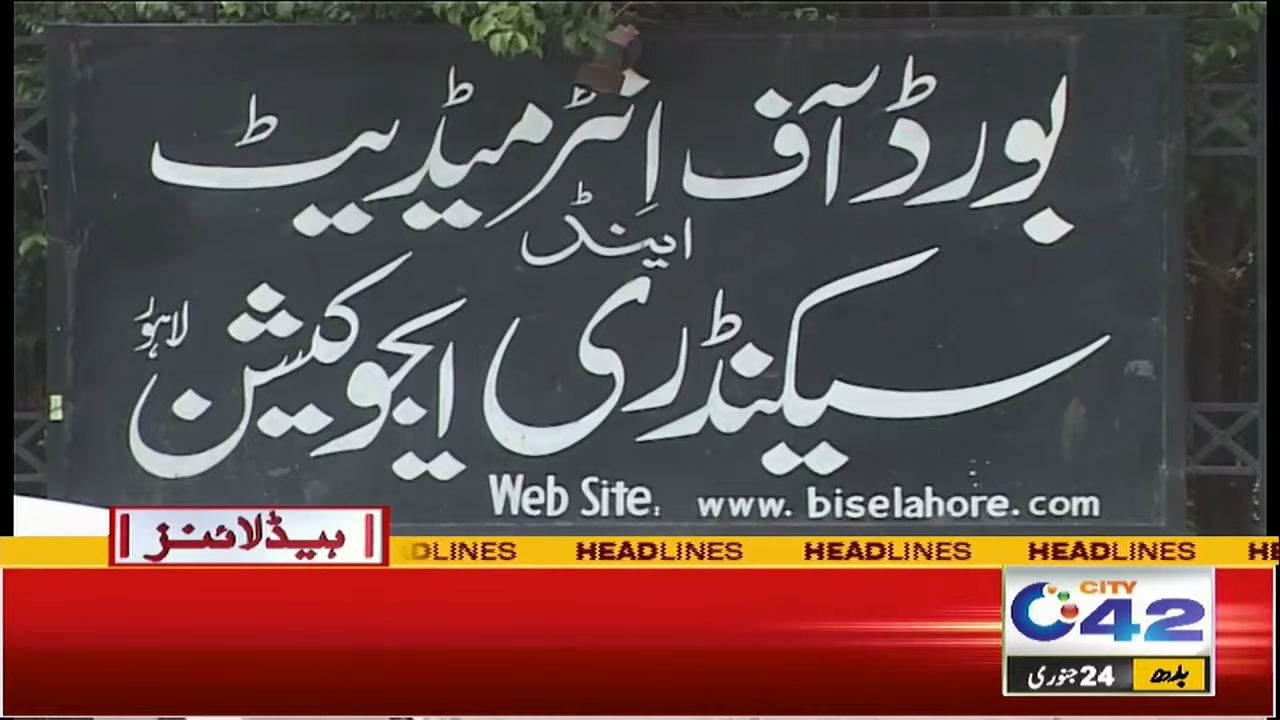 بورڈ آف انٹرمیڈیٹ
اینڈ
سیکنڈری ایجوکیشن لاہور
Web Site: www.biselahore.com
ہیڈلائنز
DLINES HEADLINES HEADLINES HEADLINES HE
CITY
42
بدھ 24 جنوری